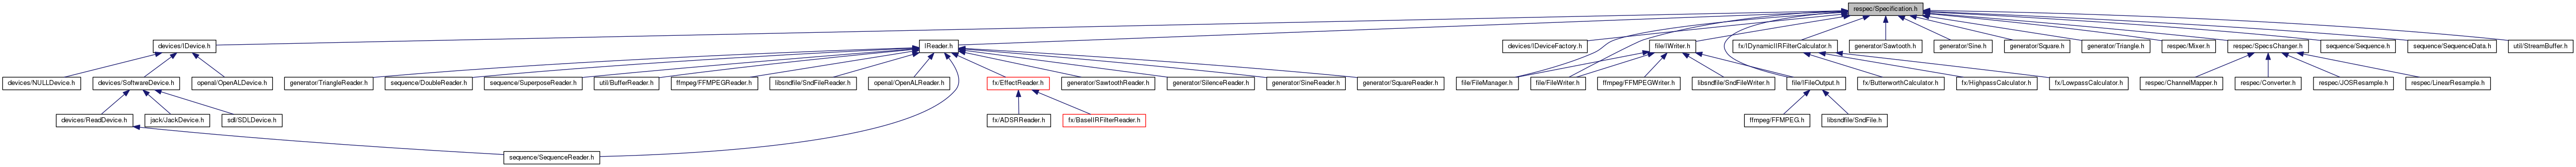 respec/Specification.h
devices/IDevice.h
IReader.h
devices/IDeviceFactory.h
file/IWriter.h
fx/IDynamicIIRFilterCalculator.h
generator/Sawtooth.h
generator/Sine.h
generator/Square.h
generator/Triangle.h
respec/Mixer.h
respec/SpecsChanger.h
sequence/Sequence.h
sequence/SequenceData.h
util/StreamBuffer.h
devices/NULLDevice.h
devices/SoftwareDevice.h
openal/OpenALDevice.h
generator/TriangleReader.h
sequence/DoubleReader.h
sequence/SuperposeReader.h
util/BufferReader.h
ffmpeg/FFMPEGReader.h
libsndfile/SndFileReader.h
openal/OpenALReader.h
fx/EffectReader.h
generator/SawtoothReader.h
generator/SilenceReader.h
generator/SineReader.h
generator/SquareReader.h
file/FileManager.h
file/FileWriter.h
ffmpeg/FFMPEGWriter.h
libsndfile/SndFileWriter.h
file/IFileOutput.h
fx/ButterworthCalculator.h
fx/HighpassCalculator.h
fx/LowpassCalculator.h
respec/ChannelMapper.h
respec/Converter.h
respec/JOSResample.h
respec/LinearResample.h
devices/ReadDevice.h
jack/JackDevice.h
sdl/SDLDevice.h
fx/ADSRReader.h
fx/BaseIIRFilterReader.h
ffmpeg/FFMPEG.h
libsndfile/SndFile.h
sequence/SequenceReader.h